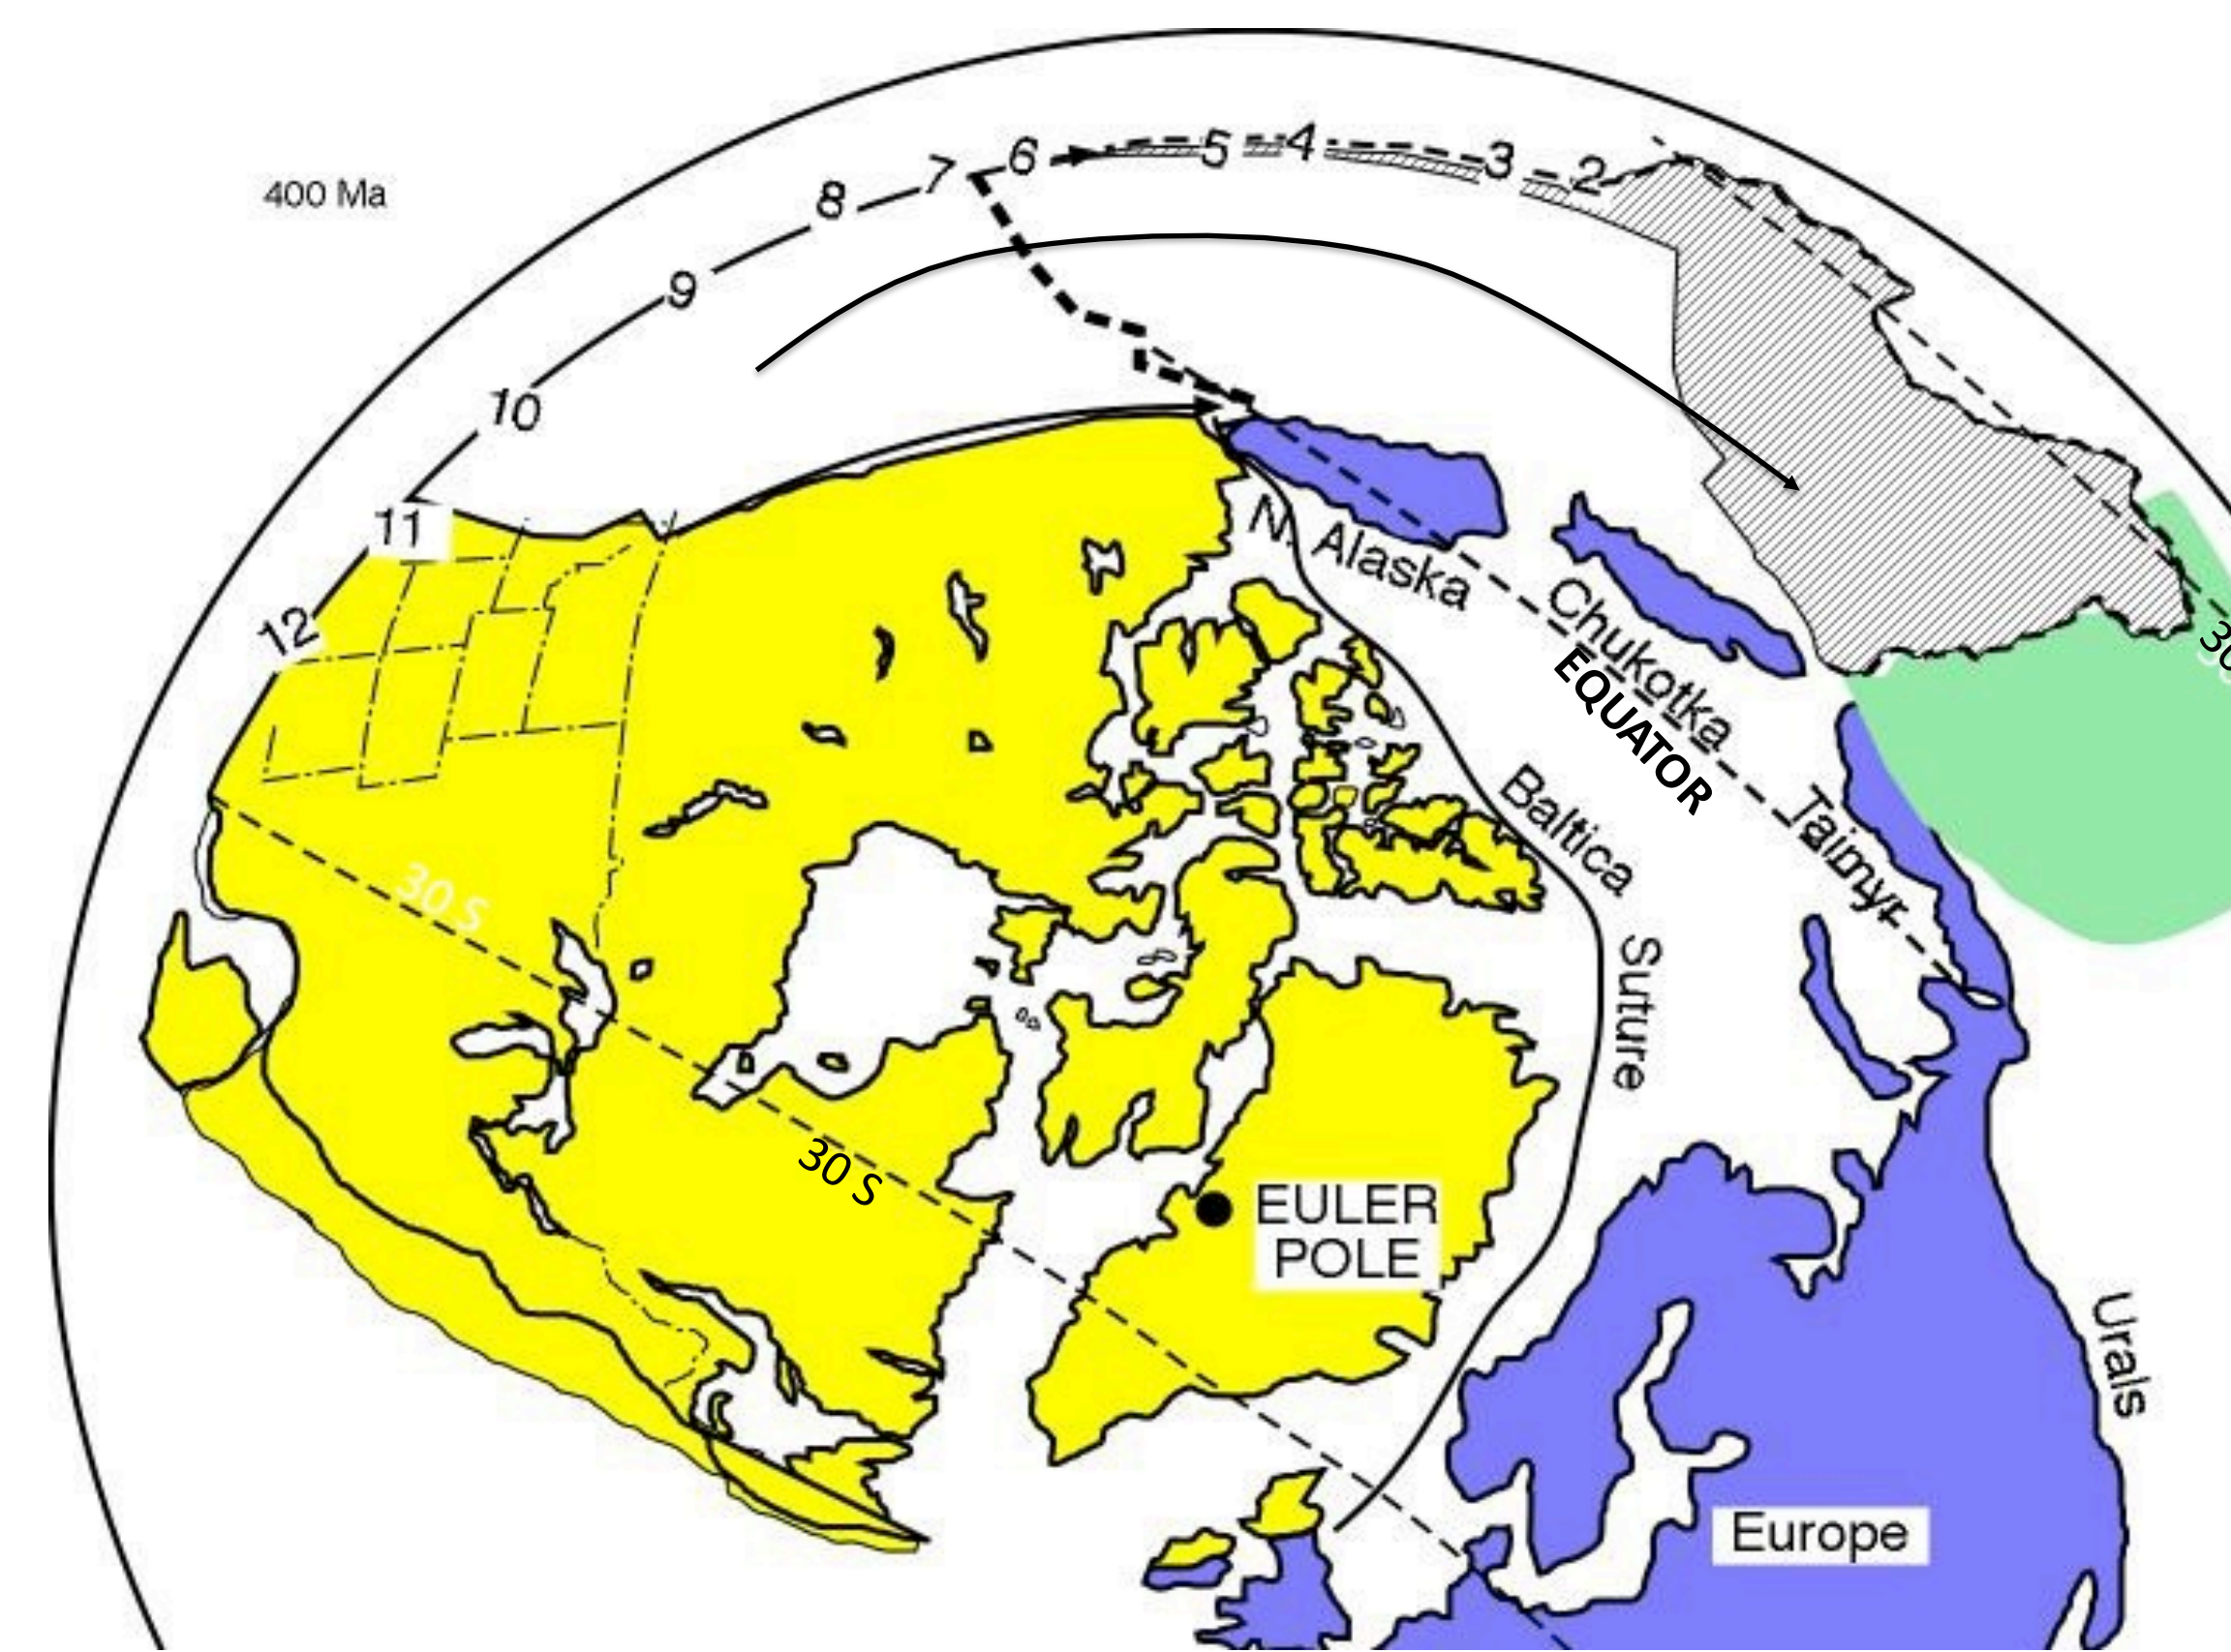 400 Ma
6
5
4
3
2
7
8
9
10
11
12
N. Alaska
Chukotka
EQUATOR
30
Baltica
Suture
Taimyr
30 S
30 S
EULER
POLE
Urals
Europe